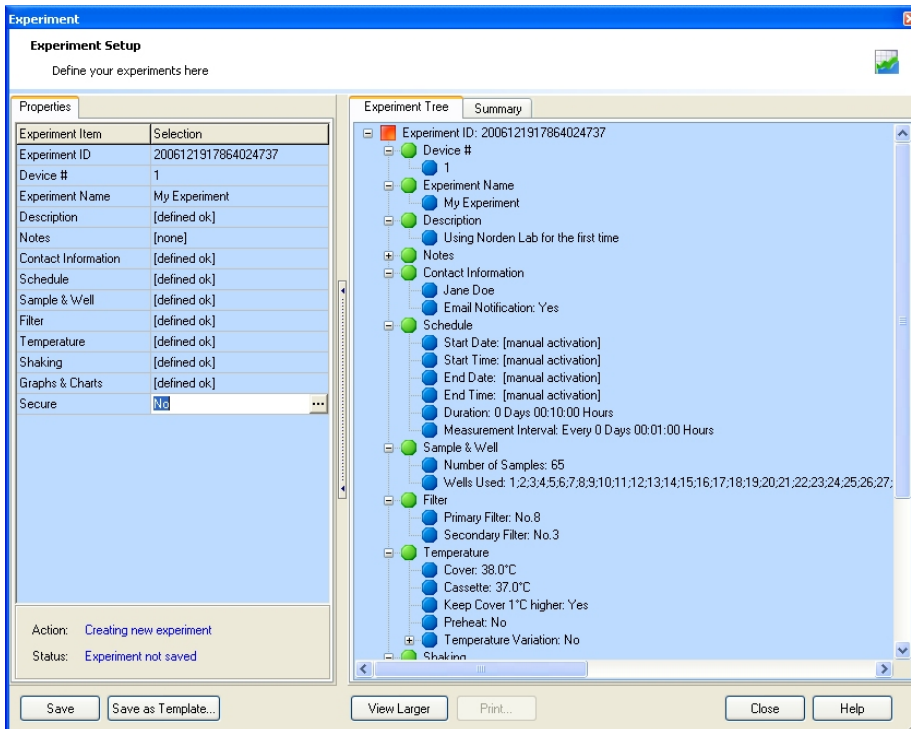 Experiment
Experiment Setup
Define your experiments here
Properties
Experiment Item Selection
Experiment ID 2006121917864024737
Device # 1
Experiment Name My Experiment
Description [defined ok]
Notes [none]
Contact Information [defined ok]
Schedule [defined ok]
Sample & Well [defined ok]
Filter [defined ok]
Temperature [defined ok]
Shaking [defined ok]
Graphs & Charts [defined ok]
Secure No ...
Action: Creating new experiment
Status: Experiment not saved
Experiment Tree Summary
Experiment ID: 2006121917864024737
Device #
1
Experiment Name
My Experiment
Description
Using Norden Lab for the first time
Notes
Contact Information
Jane Doe
Email Notification: Yes
Schedule
Start Date: [manual activation]
Start Time: [manual activation]
End Date: [manual activation]
End Time: [manual activation]
Duration: 0 Days 00:10:00 Hours
Measurement Interval: Every 0 Days 00:01:00 Hours
Sample & Well
Number of Samples: 65
Wells Used: 1;2;3;4;5;6;7;8;9;10;11;12;13;14;15;16;17;18;19;20;21;22;23;24;25;26;27;
Filter
Primary Filter: No.8
Secondary Filter: No.3
Temperature
Cover: 38.0°C
Cassette: 37.0°C
Keep Cover 1°C higher: Yes
Preheat: No
Temperature Variation: No
Shaking
Save Save as Template... View Larger Print... Close Help